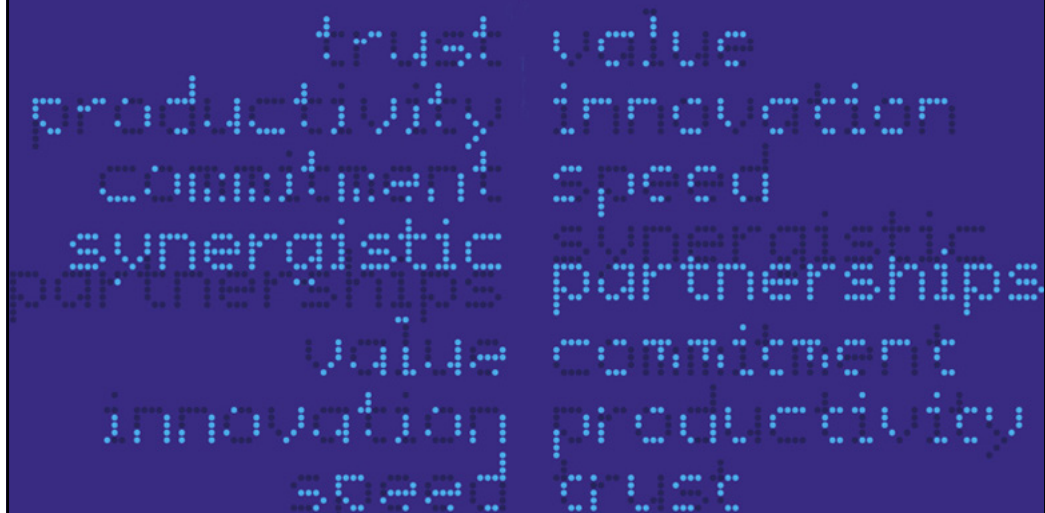 trust value
productivity innovation
commitment speed
synergistic synergistic
partnerships partnerships
value commitment
innovation productivity
speed trust